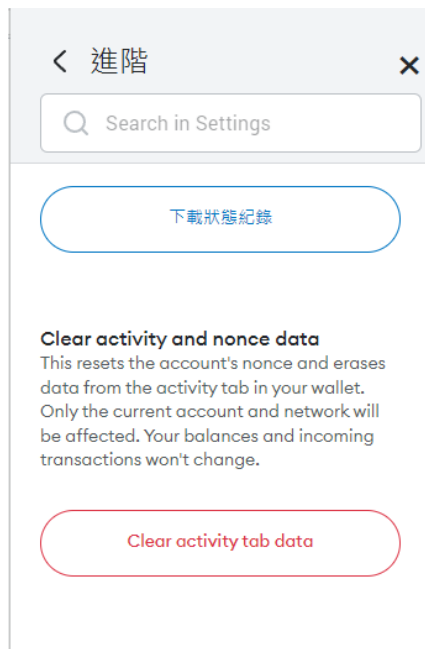 進階
Search in Settings
下載狀態紀錄
Clear activity and nonce data
This resets the account's nonce and erases
data from the activity tab in your wallet.
Only the current account and network will
be affected. Your balances and incoming
transactions won't change.
Clear activity tab data